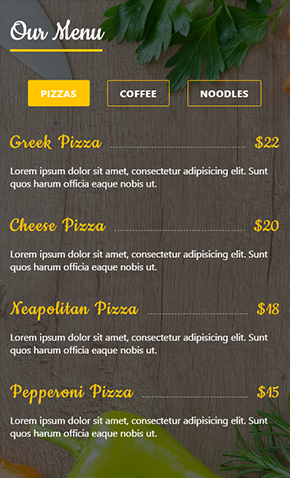 Our Menu
PIZZAS COFFEE NOODLES
Greek Pizza $22
Lorem ipsum dolor sit amet, consectetur adipisicing elit. Sunt
quos harum officia eaque nobis ut.
Cheese Pizza $20
Lorem ipsum dolor sit amet, consectetur adipisicing elit. Sunt
quos harum officia eaque nobis ut.
Neapolitan Pizza $18
Lorem ipsum dolor sit amet, consectetur adipisicing elit. Sunt
quos harum officia eaque nobis ut.
Pepperoni Pizza $15
Lorem ipsum dolor sit amet, consectetur adipisicing elit. Sunt
quos harum officia eaque nobis ut.